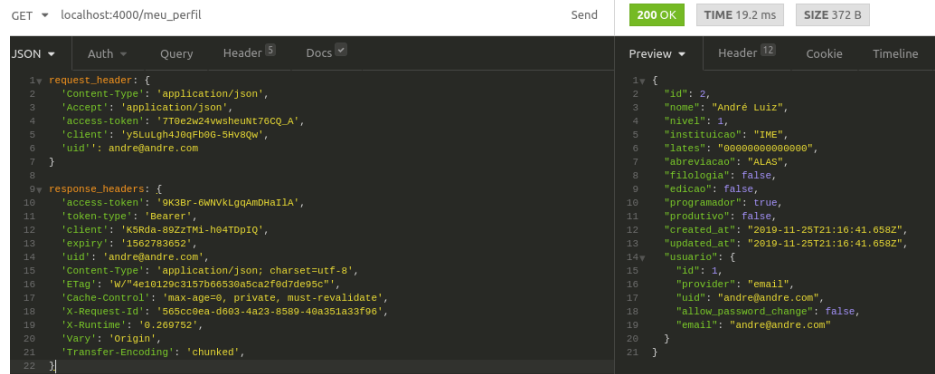 GET localhost:4000/meu_perfil Send 200 OK TIME 19.2 ms SIZE 372 B
JSON Auth Query Header 5 Docs Preview Header 12 Cookie Timeline
1 request_header: {
2 'Content-Type': 'application/json',
3 'Accept': 'application/json',
4 'access-token': '7T0e2w24vwsheuNt76CQ_A',
5 'client': 'y5LuLgh4J0qFb0G-5Hv8Qw',
6 'uid'': andre@andre.com
7 }
8
9 response_headers: {
10 'access-token': '9K3Br-6WNVkLgqAmDHaIlA',
11 'token-type': 'Bearer',
12 'client': 'K5Rda-89ZzTMi-h04TDpIQ',
13 'expiry': '1562783652',
14 'uid': 'andre@andre.com',
15 'Content-Type': 'application/json; charset=utf-8',
16 'ETag': 'W/"4e10129c3157b66530a5ca2f0d7de95c"',
17 'Cache-Control': 'max-age=0, private, must-revalidate',
18 'X-Request-Id': '565cc0ea-d603-4a23-8589-40a351a33f96',
19 'X-Runtime': '0.269752',
20 'Vary': 'Origin',
21 'Transfer-Encoding': 'chunked',
22 }
1 {
2 "id": 2,
3 "nome": "André Luiz",
4 "nivel": 1,
5 "instituicao": "IME",
6 "lates": "00000000000000",
7 "abreviacao": "ALAS",
8 "filologia": false,
9 "edicao": false,
10 "programador": true,
11 "produtivo": false,
12 "created_at": "2019-11-25T21:16:41.658Z",
13 "updated_at": "2019-11-25T21:16:41.658Z",
14 "usuario": {
15 "id": 1,
16 "provider": "email",
17 "uid": "andre@andre.com",
18 "allow_password_change": false,
19 "email": "andre@andre.com"
20 }
21 }